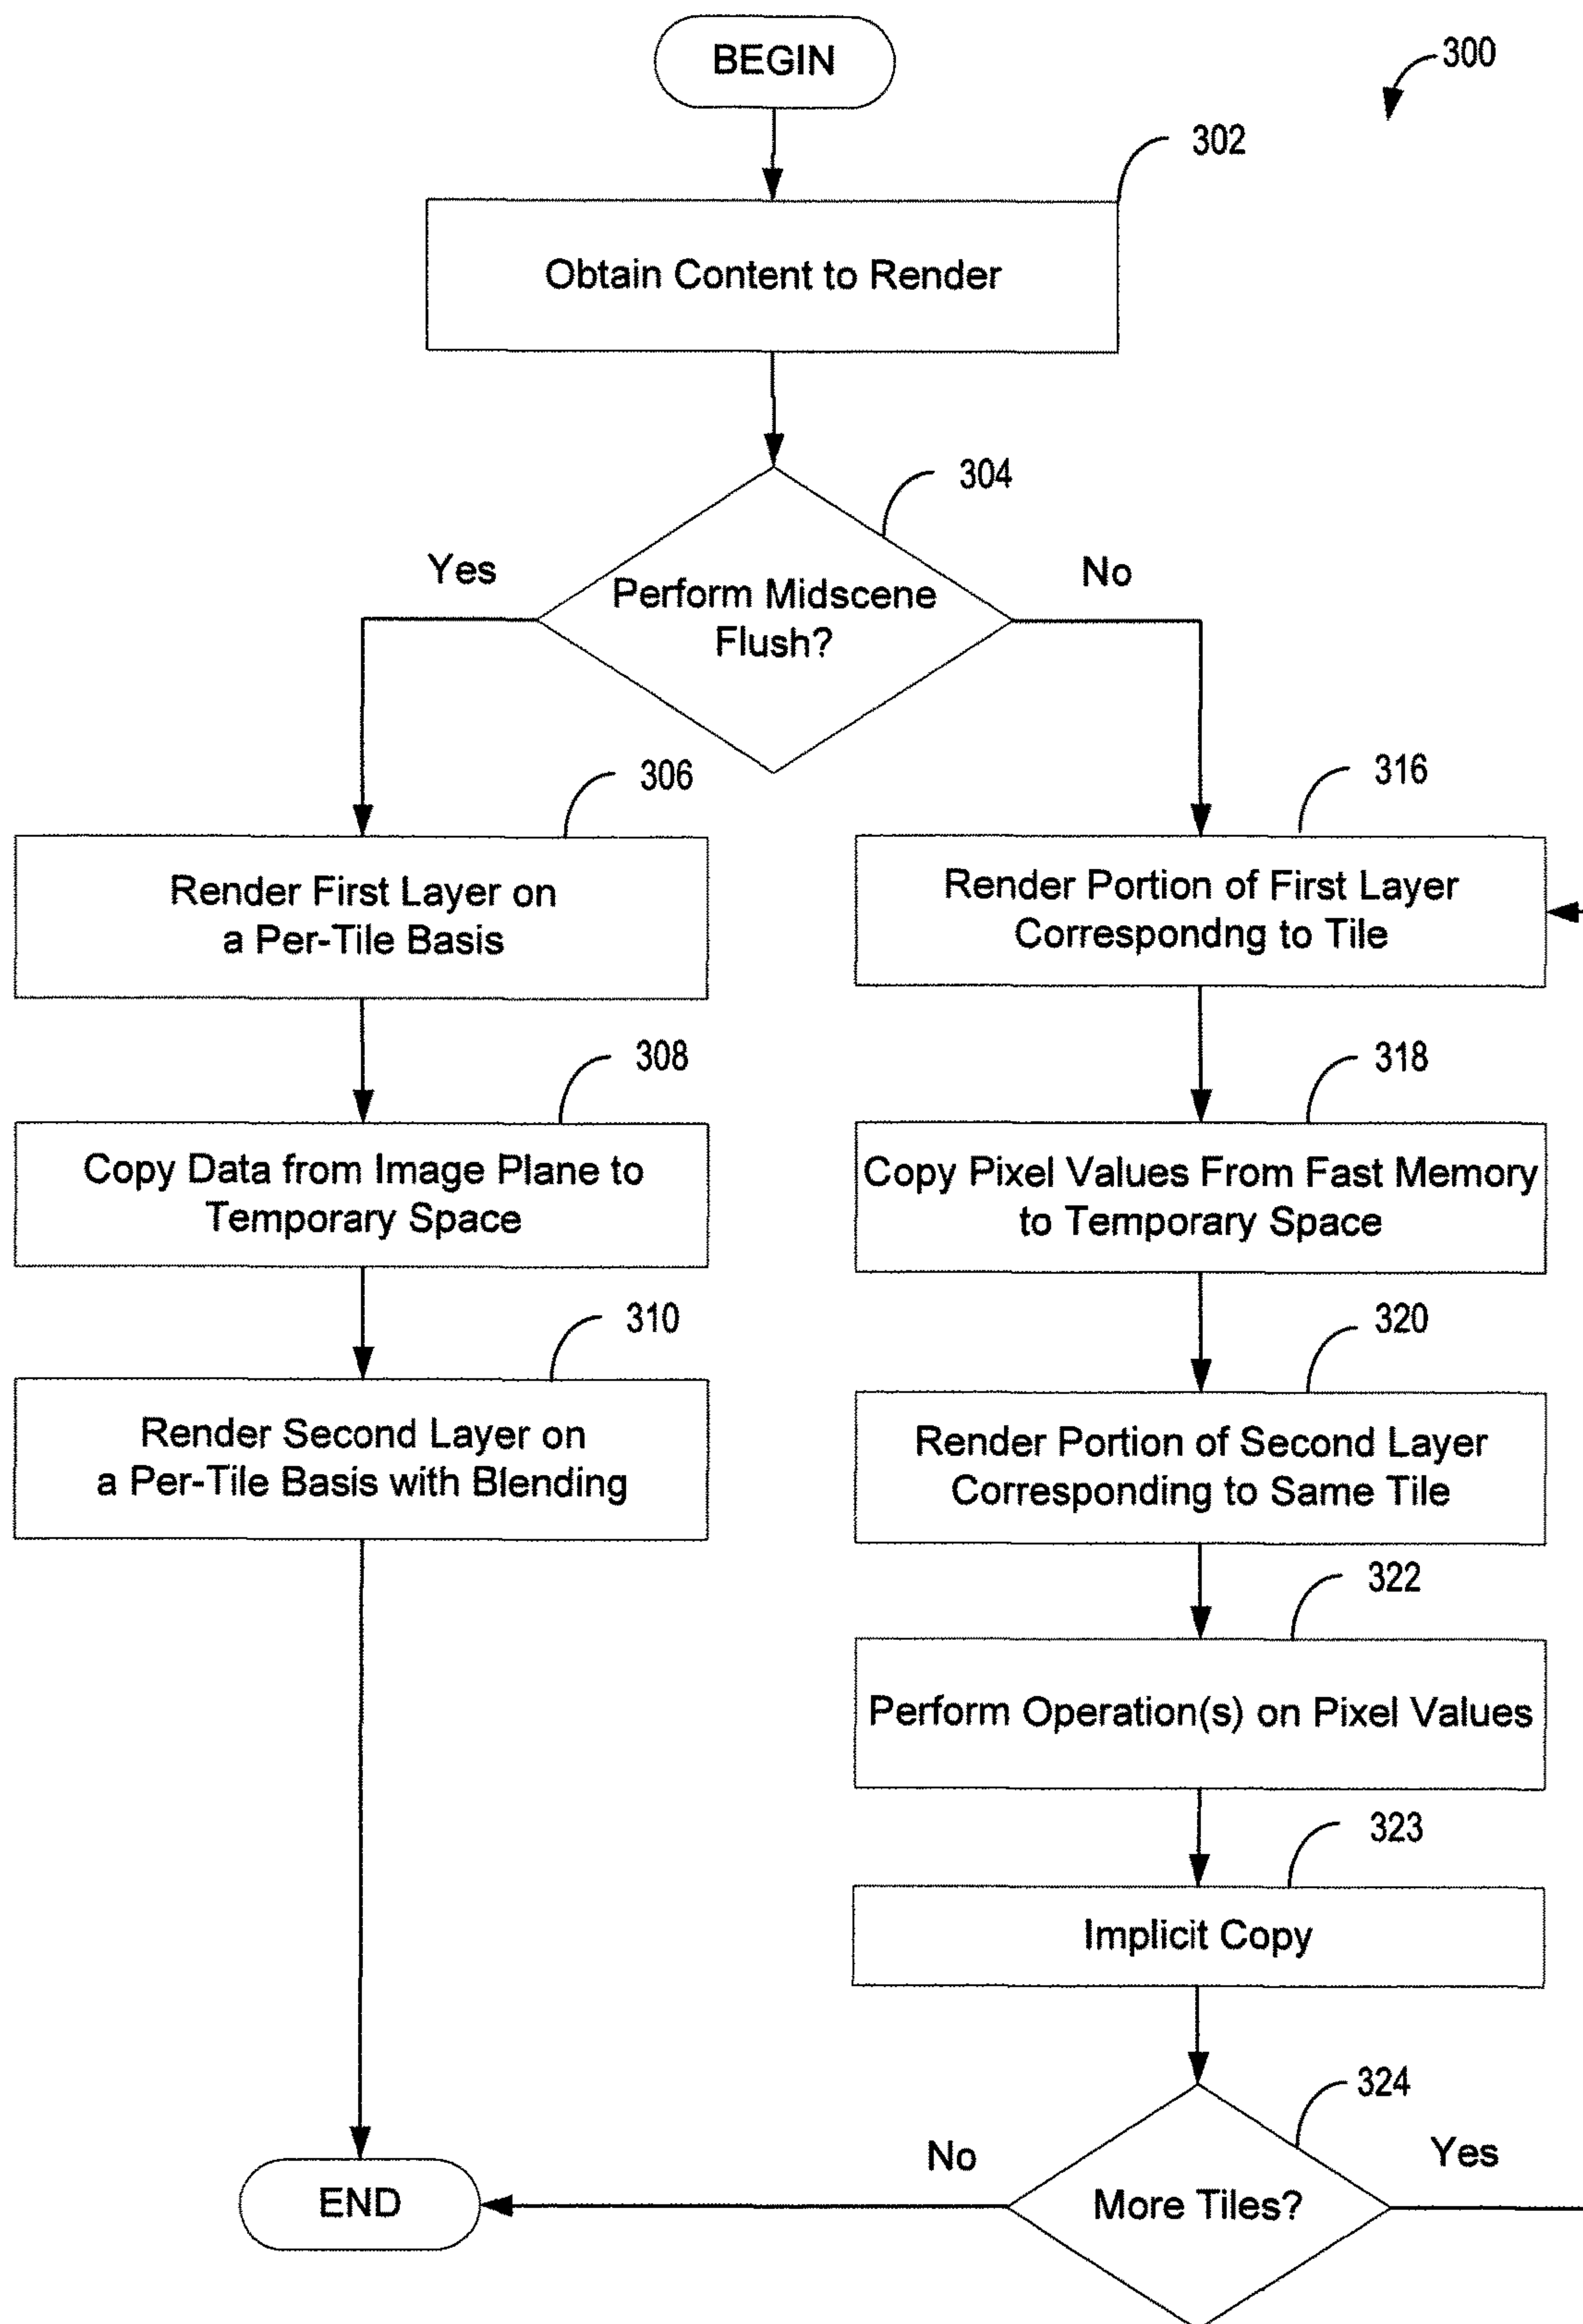 BEGIN
300
302
Obtain Content to Render
304
Yes
No
Perform Midscene
Flush?
306
316
Render First Layer on
a Per-Tile Basis
Render Portion of First Layer
Correspondng to Tile
308
318
Copy Data from Image Plane to
Temporary Space
Copy Pixel Values From Fast Memory
to Temporary Space
310
320
Render Second Layer on
a Per-Tile Basis with Blending
Render Portion of Second Layer
Corresponding to Same Tile
322
Perform Operation(s) on Pixel Values
323
Implicit Copy
324
No
Yes
END
More Tiles?